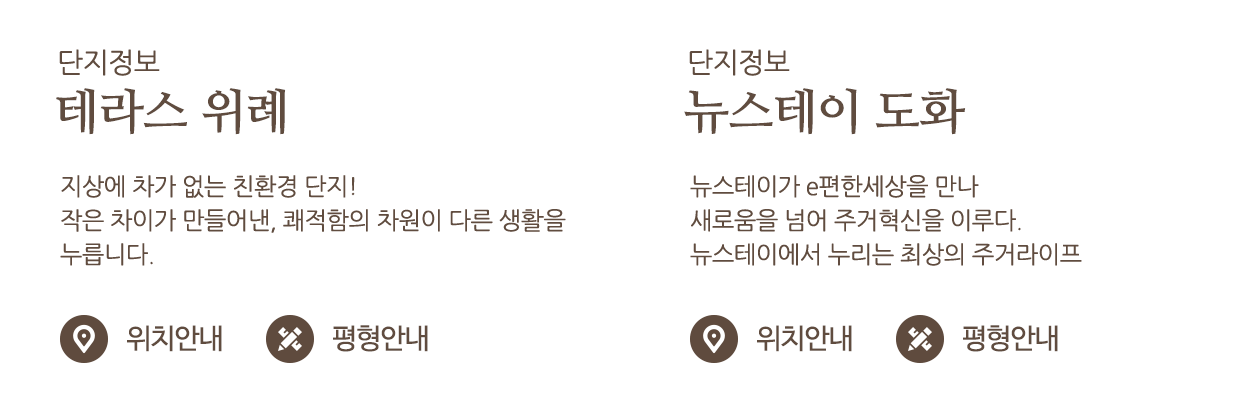 단지정보
테라스 위례
지상에 차가 없는 친환경 단지!
작은 차이가 만들어낸, 쾌적함의 차원이 다른 생활을
누릅니다.
위치안내
평형안내
단지정보
뉴스테이 도화
뉴스테이가 e편한세상을 만나
새로움을 넘어 주거혁신을 이루다.
뉴스테이에서 누리는 최상의 주거라이프
위치안내
평형안내